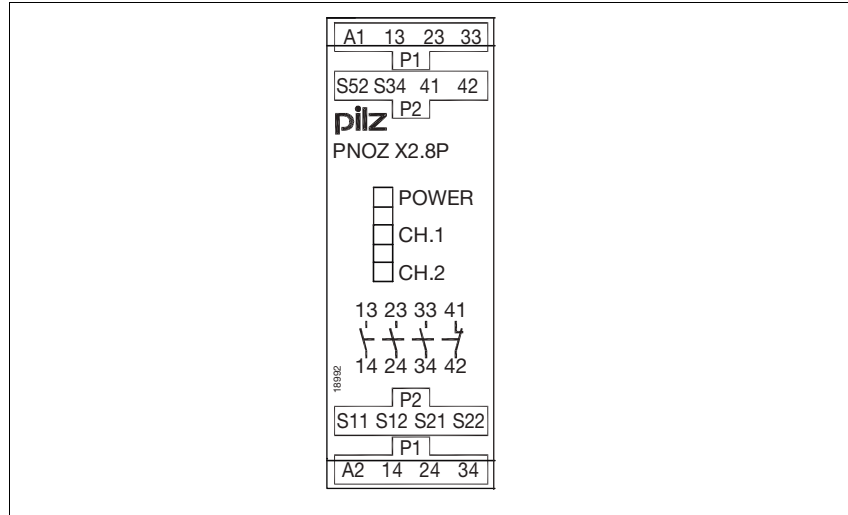 A1 13 23 33
P1
S52 S34 41 42
P2
pilz
PNOZ X2.8P
POWER
CH.1
CH.2
13 23 33 41
14 24 34 42
18992
P2
S11 S12 S21 S22
P1
A2 14 24 34